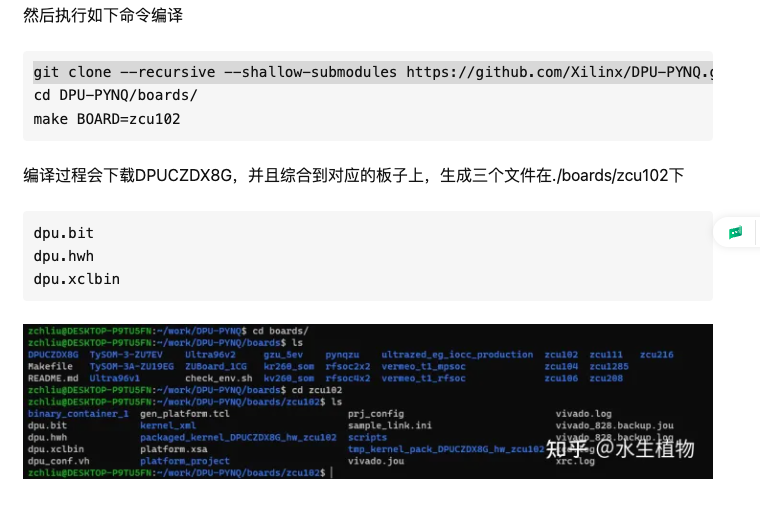 然后执行如下命令编译
git clone --recursive --shallow-submodules https://github.com/Xilinx/DPU-PYNQ.g
cd DPU-PYNQ/boards/
make BOARD=zcu102
编译过程会下载DPUCZDX8G，并且综合到对应的板子上，生成三个文件在./boards/zcu102下
dpu.bit
dpu.hwh
dpu.xclbin
zchliu@DESKTOP-P9TU5FN:~/work/DPU-PYNQ$ cd boards/
zchliu@DESKTOP-P9TU5FN:~/work/DPU-PYNQ/boards$ ls
DPUCZDX8G TySOM-3-ZU7EV Ultra96v2 gzu_5ev pynqzu ultrazed_eg_iocc_production zcu102 zcu111 zcu216
Makefile TySOM-3A-ZU19EG ZUBoard_1CG kr260_som rfsoc2x2 vermeo_t1_mpsoc zcu104 zcu1285
README.md Ultra96v1 check_env.sh kv260_som rfsoc4x2 vermeo_t1_rfsoc zcu106 zcu208
zchliu@DESKTOP-P9TU5FN:~/work/DPU-PYNQ/boards$ cd zcu102
zchliu@DESKTOP-P9TU5FN:~/work/DPU-PYNQ/boards/zcu102$ ls
binary_container_1 gen_platform.tcl prj_config vivado.log
dpu.bit kernel_xml sample_link.ini vivado_828.backup.jou
dpu.hwh packaged_kernel_DPUCZDX8G_hw_zcu102 scripts vivado_828.backup.log
dpu.xclbin platform.xsa tmp_kernel_pack_DPUCZDX8G_hw_zcu102
dpu_conf.vh platform_project vivado.jou xrc.log
zchliu@DESKTOP-P9TU5FN:~/work/DPU-PYNQ/boards/zcu102$
知乎 @水生植物